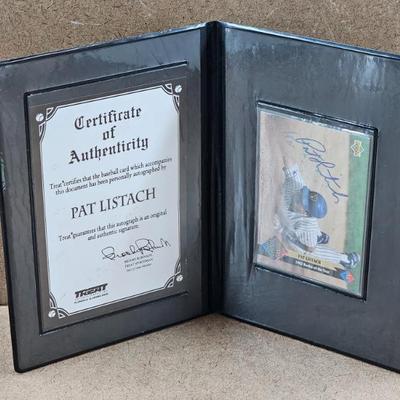 Certificate
of
Authenticity
Treat certifies that the baseball card which accompanies
this document has been personally autographed by
PAT LISTACH
Treat guarantees that this autograph is an original
and authentic signature.
TREAT
PAT LISTACH